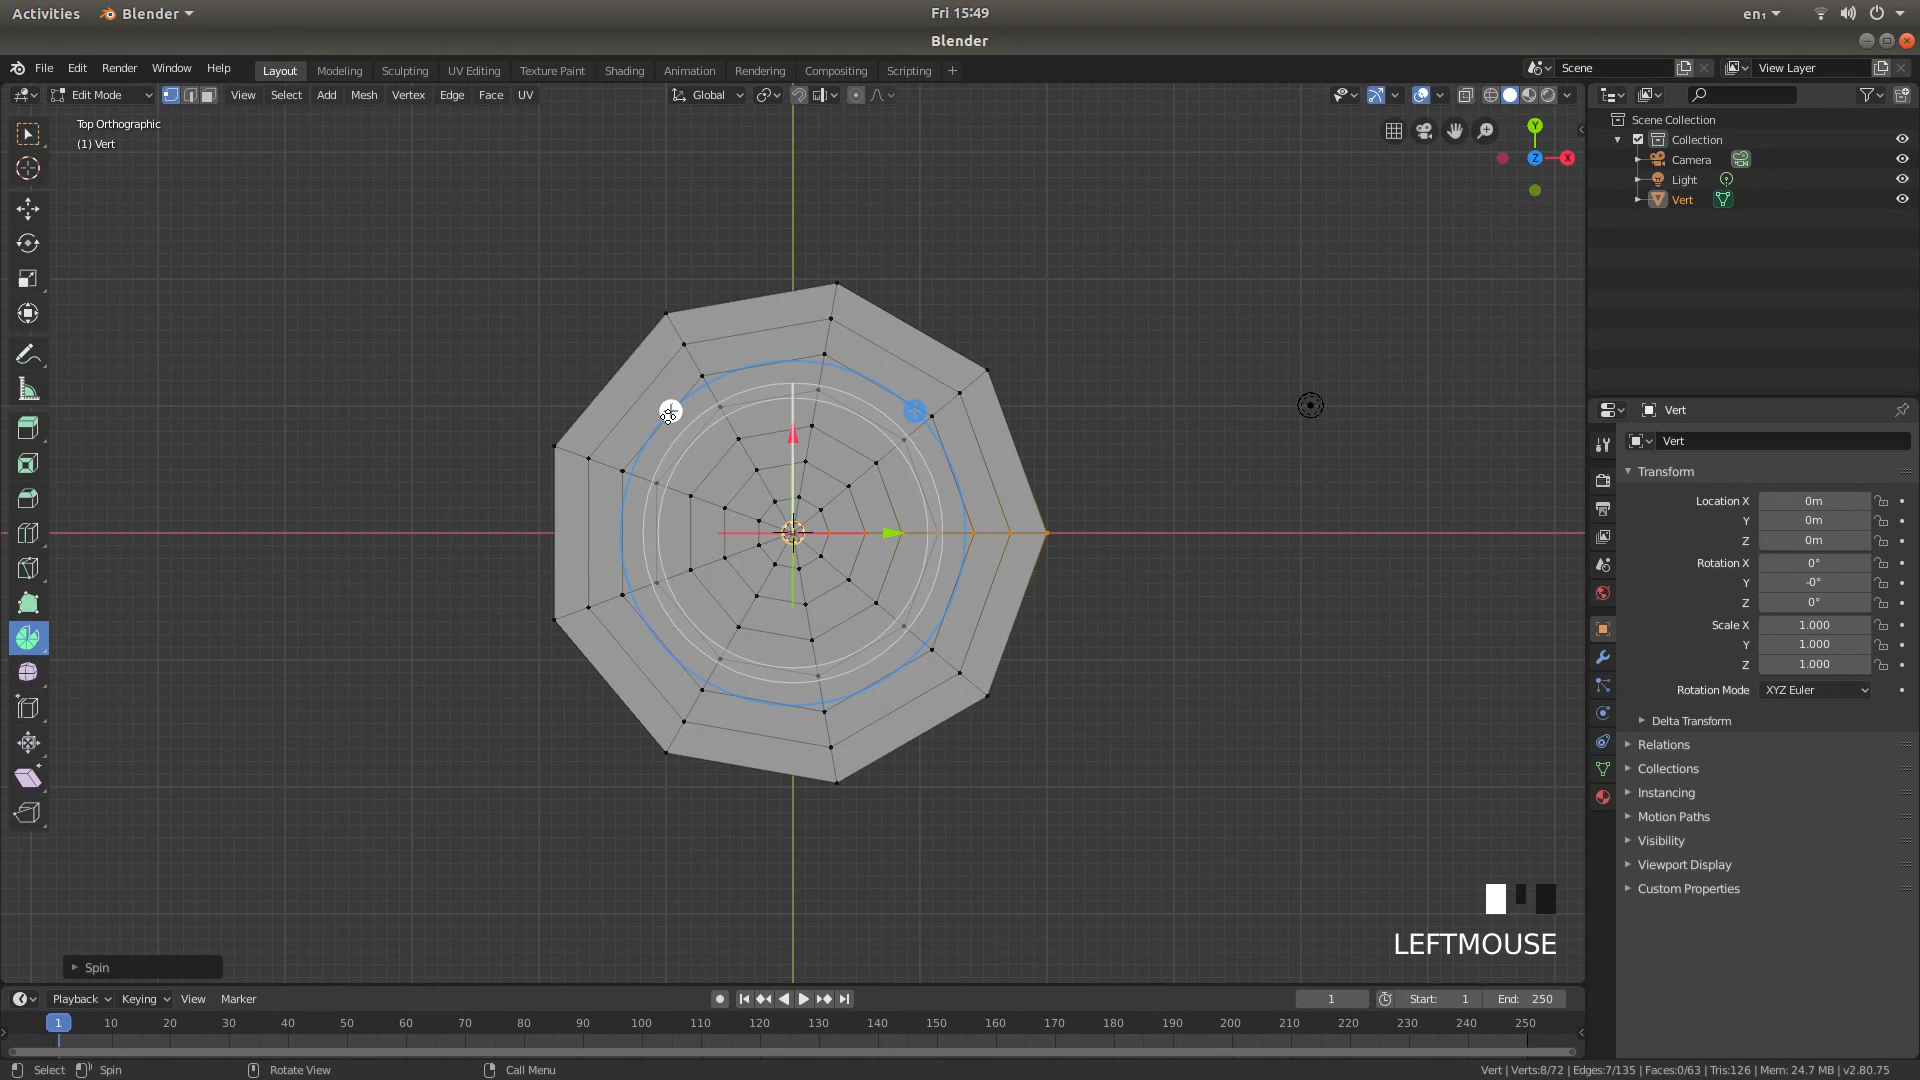 Activities Blender Fri 15:49 en₁
Blender
File Edit Render Window Help Layout Modeling Sculpting UV Editing Texture Paint Shading Animation Rendering Compositing Scripting + Scene View Layer
Edit Mode View Select Add Mesh Vertex Edge Face UV Global
Top Orthographic
(1) Vert
Y
Z
X
Scene Collection
Collection
Camera
Light
Vert
Vert
Vert
Transform
Location X 0m
Y 0m
Z 0m
Rotation X 0°
Y -0°
Z 0°
Scale X 1.000
Y 1.000
Z 1.000
Rotation Mode XYZ Euler
Delta Transform
Relations
Collections
Instancing
Motion Paths
Visibility
Viewport Display
Custom Properties
LEFTMOUSE
Spin
Playback Keying View Marker 1 Start: 1 End: 250
1 10 20 30 40 50 60 70 80 90 100 110 120 130 140 150 160 170 180 190 200 210 220 230 240 250
Select Spin Rotate View Call Menu Vert | Verts:8/72 | Edges:7/135 | Faces:0/63 | Tris:126 | Mem: 24.7 MB | v2.80.75